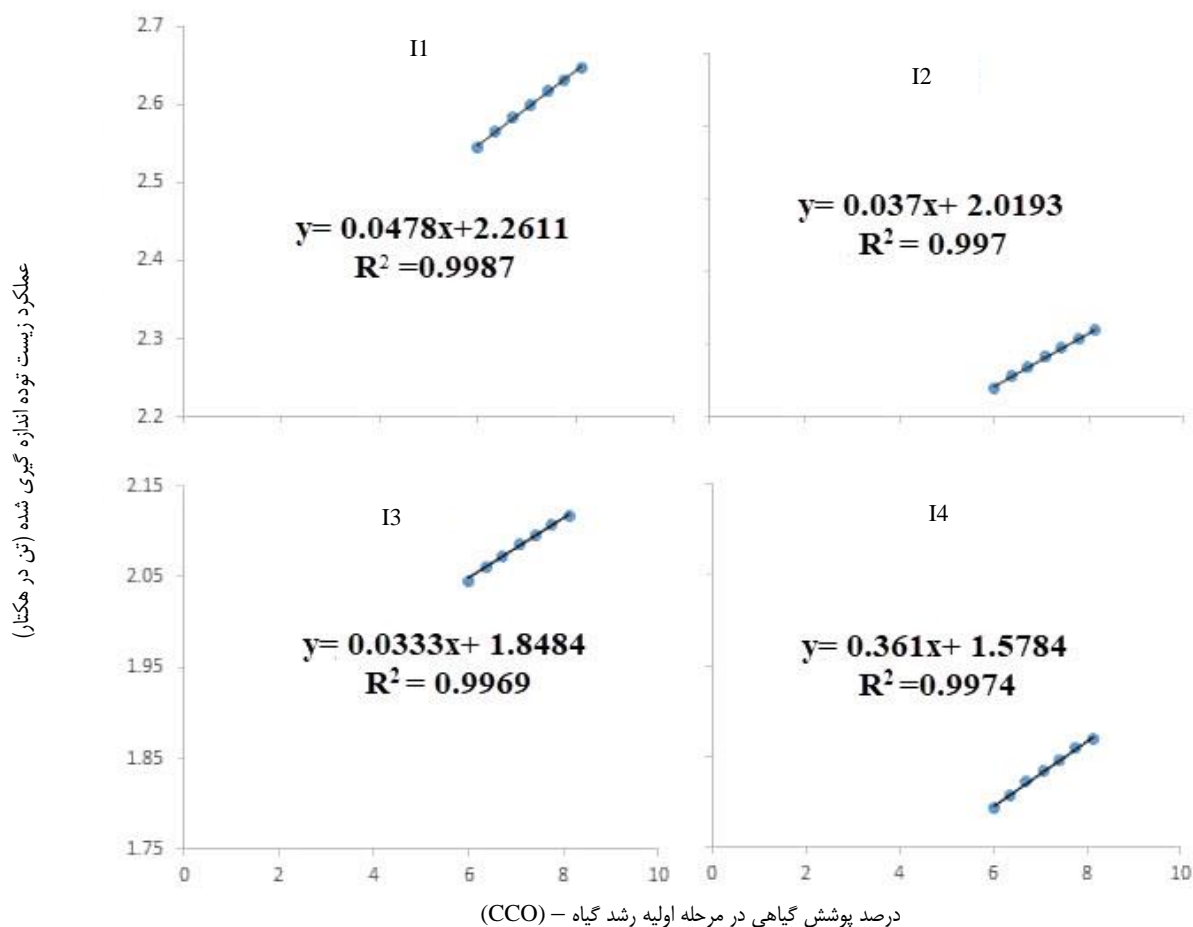 2.7
2.6
2.5
2.4
2.3
2.2
I1
y= 0.0478x+2.2611
R² =0.9987
I2
y= 0.037x+ 2.0193
R² = 0.997
2.15
2.05
1.95
1.85
1.75
I3
y= 0.0333x+ 1.8484
R² = 0.9969
0 2 4 6 8 10
I4
y= 0.361x+ 1.5784
R² =0.9974
0 2 4 6 8 10
عملکرد زیست توده اندازه گیری شده (تن در هکتار)
درصد پوشش گیاهی در مرحله اولیه رشد گیاه – (CCO)